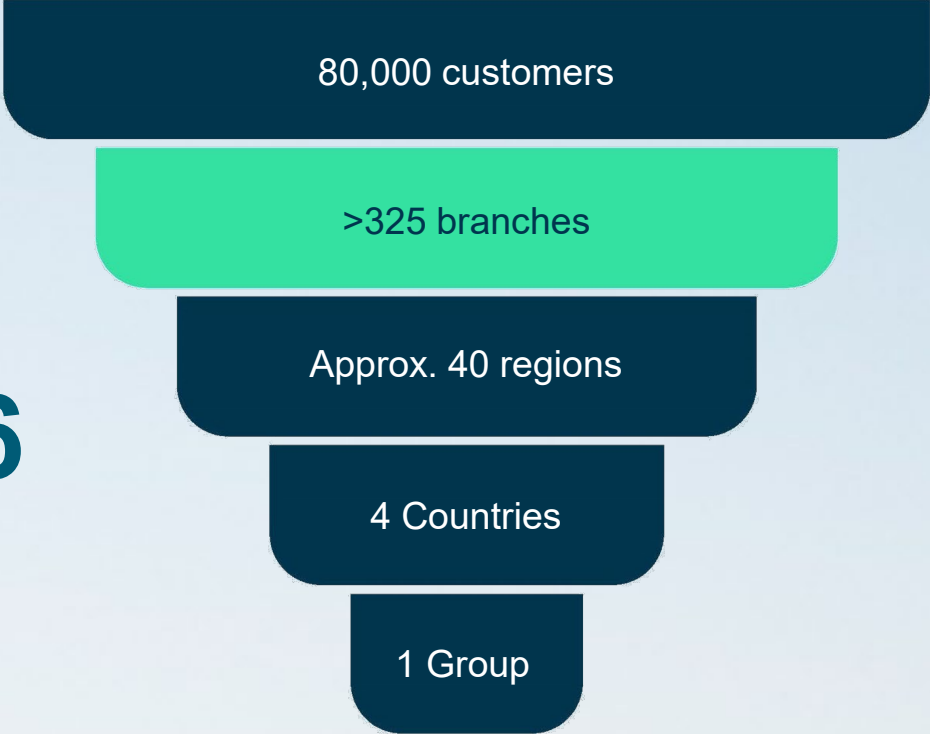 80,000 customers
>325 branches
Approx. 40 regions
4 Countries
1 Group